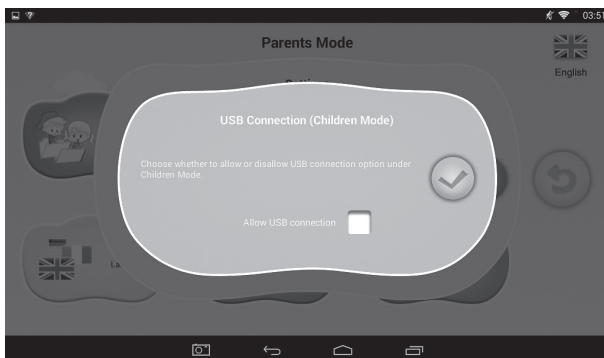 03:51
Parents Mode
English
USB Connection (Children Mode)
Choose whether to allow or disallow USB connection option under
Children Mode.
Allow USB connection